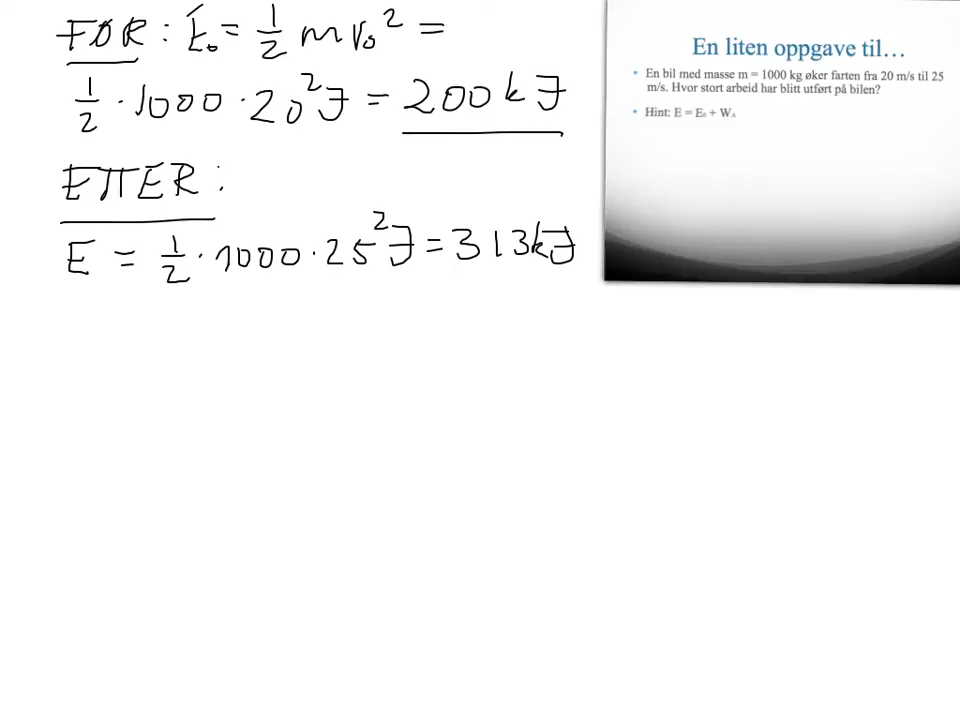 FØR: E₀ = 1/2 m v₀² =
1/2 · 1000 · 20² J = 200 kJ
ETTER:
E = 1/2 · 1000 · 25² J = 313 kJ
En liten oppgave til…
• En bil med masse m = 1000 kg øker farten fra 20 m/s til 25
m/s. Hvor stort arbeid har blitt utført på bilen?
• Hint: E = E₀ + W_A